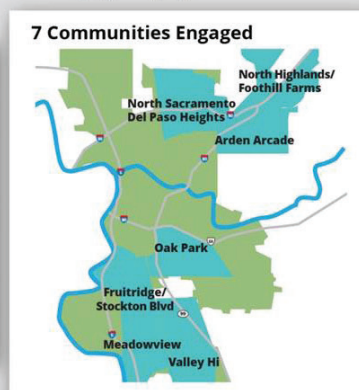 7 Communities Engaged
North Highlands/
Foothill Farms
North Sacramento
Del Paso Heights
Arden Arcade
Oak Park
Fruitridge/
Stockton Blvd
Meadowview
Valley Hi